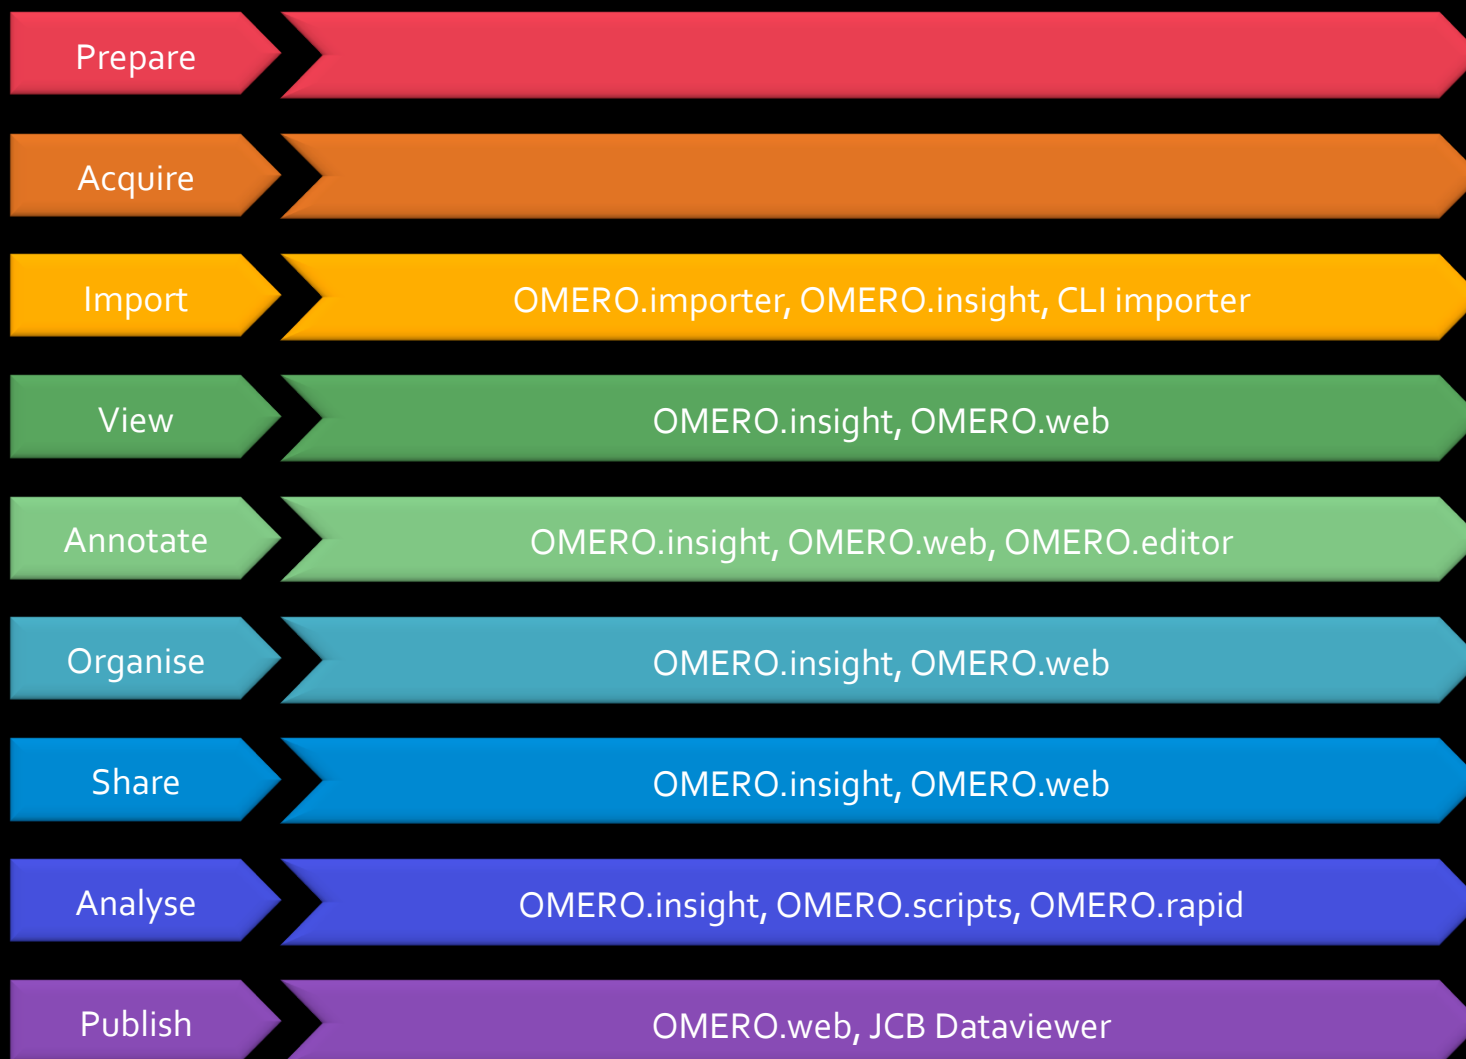 Prepare
Acquire
Import
OMERO.importer, OMERO.insight, CLI importer
View
OMERO.insight, OMERO.web
Annotate
OMERO.insight, OMERO.web, OMERO.editor
Organise
OMERO.insight, OMERO.web
Share
OMERO.insight, OMERO.web
Analyse
OMERO.insight, OMERO.scripts, OMERO.rapid
Publish
OMERO.web, JCB Dataviewer